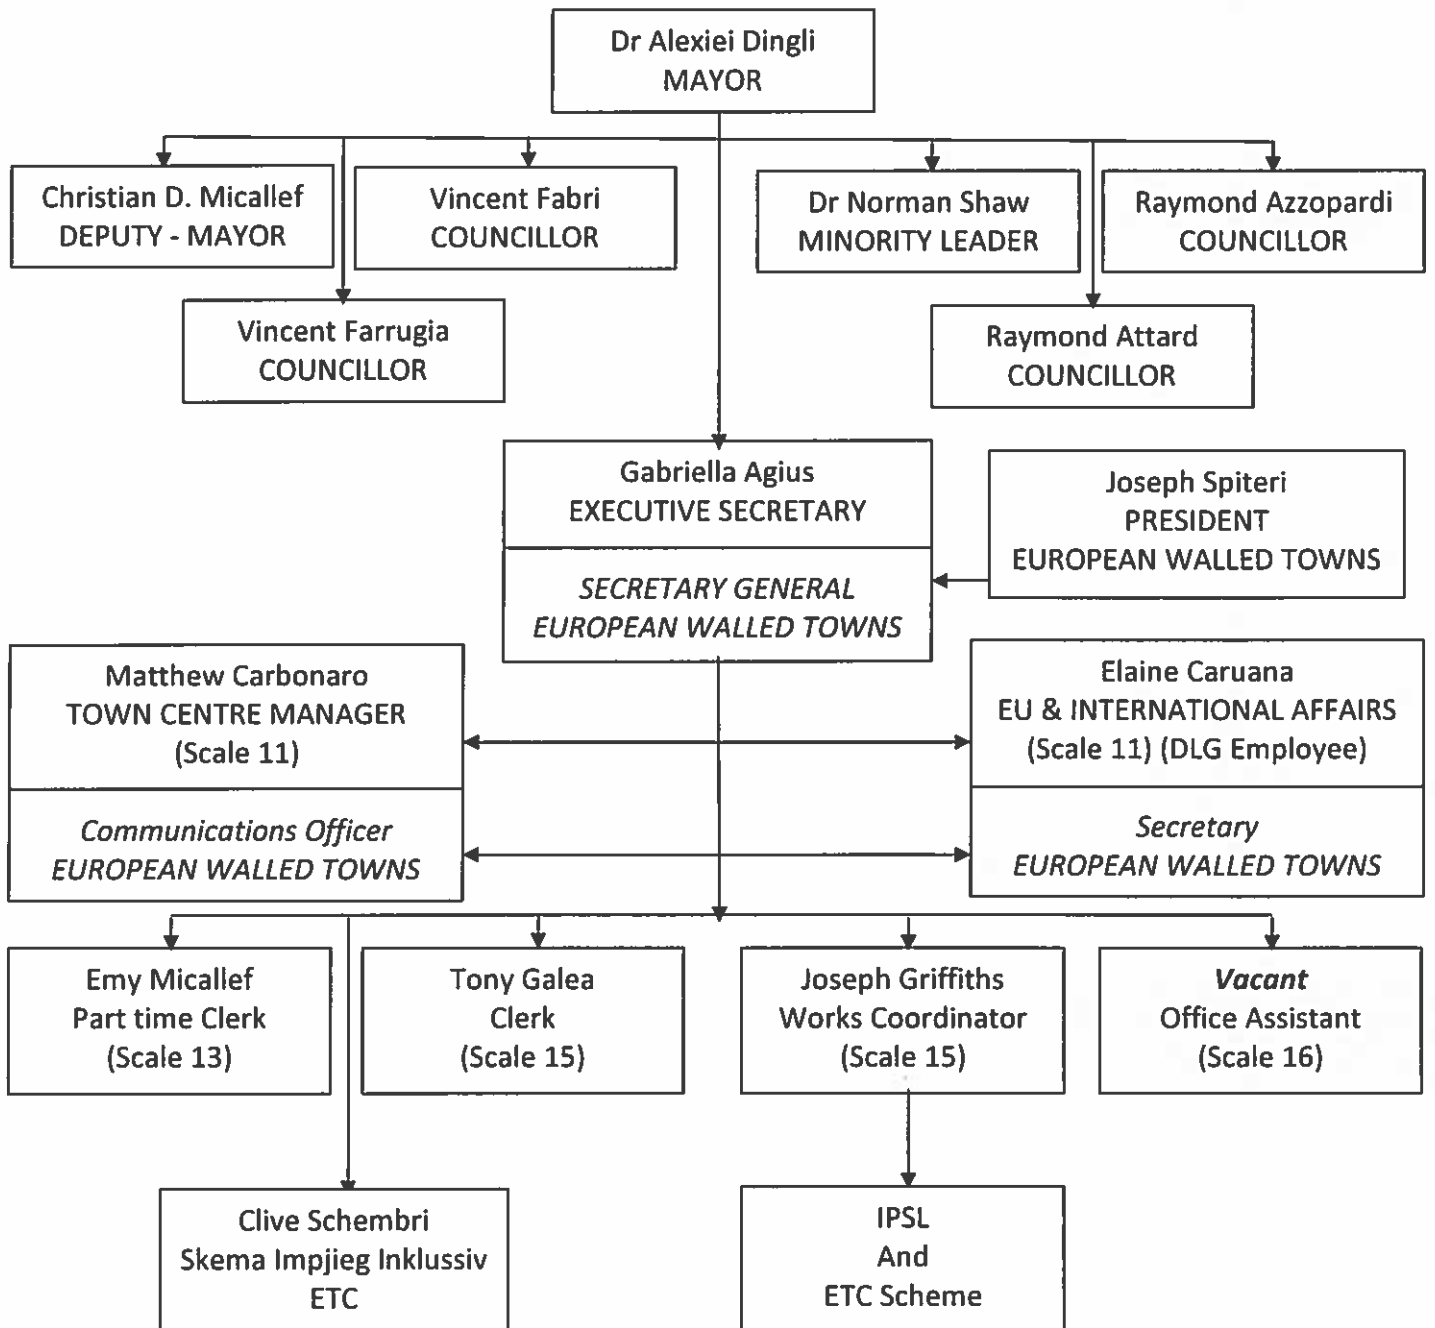 Dr Alexiei Dingli
MAYOR
Christian D. Micallef
DEPUTY - MAYOR
Vincent Fabri
COUNCILLOR
Dr Norman Shaw
MINORITY LEADER
Raymond Azzopardi
COUNCILLOR
Vincent Farrugia
COUNCILLOR
Raymond Attard
COUNCILLOR
Gabriella Agius
EXECUTIVE SECRETARY
SECRETARY GENERAL
EUROPEAN WALLED TOWNS
Joseph Spiteri
PRESIDENT
EUROPEAN WALLED TOWNS
Matthew Carbonaro
TOWN CENTRE MANAGER
(Scale 11)
Communications Officer
EUROPEAN WALLED TOWNS
Elaine Caruana
EU & INTERNATIONAL AFFAIRS
(Scale 11) (DLG Employee)
Secretary
EUROPEAN WALLED TOWNS
Emy Micallef
Part time Clerk
(Scale 13)
Tony Galea
Clerk
(Scale 15)
Joseph Griffiths
Works Coordinator
(Scale 15)
Vacant
Office Assistant
(Scale 16)
Clive Schembri
Skema Impjieg Inklussiv
ETC
IPSL
And
ETC Scheme